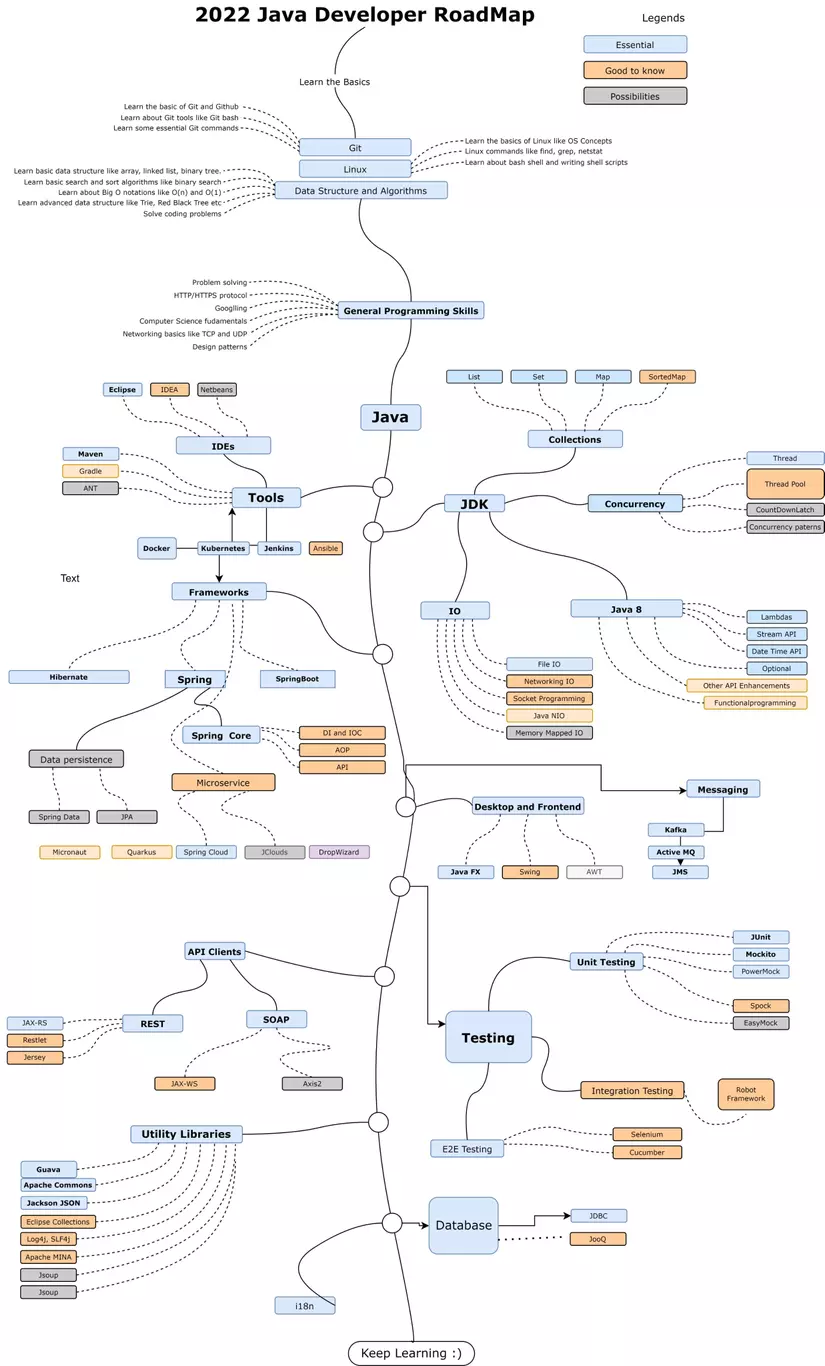 2022 Java Developer RoadMap
Legends
Essential
Good to know
Possibilities
Learn the Basics
Learn the basic of Git and Github
Learn about Git tools like Git bash
Learn some essential Git commands
Git
Linux
Data Structure and Algorithms
Learn the basics of Linux like OS Concepts
Linux commands like find, grep, netstat
Learn about bash shell and writing shell scripts
Learn basic data structure like array, linked list, binary tree.
Learn basic search and sort algorithms like binary search
Learn about Big O notations like O(n) and O(1)
Learn advanced data structure like Trie, Red Black Tree etc
Solve coding problems
Problem solving
HTTP/HTTPS protocol
Googlling
Computer Science fudamentals
Networking basics like TCP and UDP
Design patterns
General Programming Skills
Java
Eclipse
IDEA
Netbeans
IDEs
Maven
Gradle
ANT
Tools
Docker
Kubernetes
Jenkins
Ansible
Text
List
Set
Map
SortedMap
Collections
JDK
Concurrency
Thread
Thread Pool
CountDownLatch
Concurrency paterns
IO
Java 8
Lambdas
Stream API
Date Time API
Optional
Other API Enhancements
Functionalprogramming
File IO
Networking IO
Socket Programming
Java NIO
Memory Mapped IO
Frameworks
Hibernate
Spring
SpringBoot
Spring Core
DI and IOC
AOP
API
Data persistence
Spring Data
JPA
Microservice
Micronaut
Quarkus
Spring Cloud
JClouds
DropWizard
Desktop and Frontend
Java FX
Swing
AWT
Messaging
Kafka
Active MQ
JMS
API Clients
REST
SOAP
JAX-RS
Restlet
Jersey
JAX-WS
Axis2
Testing
Unit Testing
JUnit
Mockito
PowerMock
Spock
EasyMock
Integration Testing
Robot
Framework
E2E Testing
Selenium
Cucumber
Utility Libraries
Guava
Apache Commons
Jackson JSON
Eclipse Collections
Log4j, SLF4j
Apache MINA
Jsoup
Jsoup
Database
JDBC
JooQ
i18n
Keep Learning :)